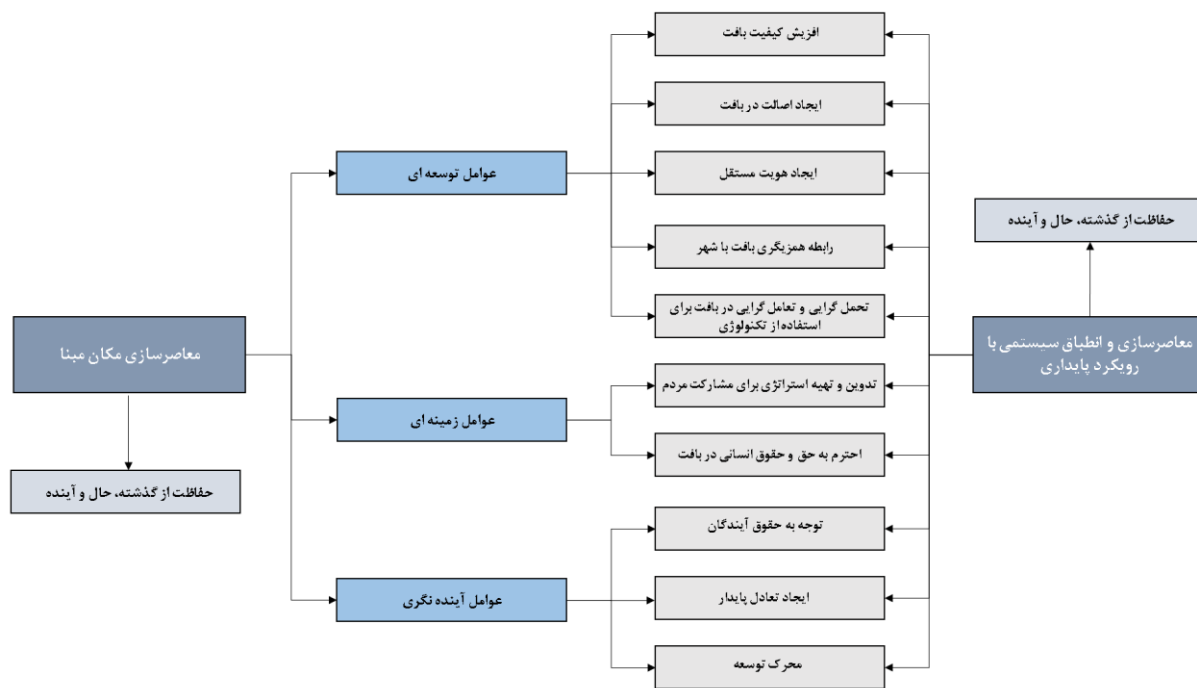 معاصرسازی مکان مبنا
حفاظت از گذشته، حال و آینده
عوامل توسعه ای
عوامل زمینه ای
عوامل آینده نگری
افزیش کیفیت بافت
ایجاد اصالت در بافت
ایجاد هویت مستقل
رابطه همزیگری بافت با شهر
تحمل گرایی و تعامل گرایی در بافت برای
استفاده از تکنولوژی
تدوین و تهیه استراتژی برای مشارکت مردم
احترم به حق و حقوق انسانی در بافت
توجه به حقوق آیندگان
ایجاد تعادل پایدار
محرک توسعه
حفاظت از گذشته، حال و آینده
معاصرسازی و انطباق سیستمی با
رویکرد پایداری